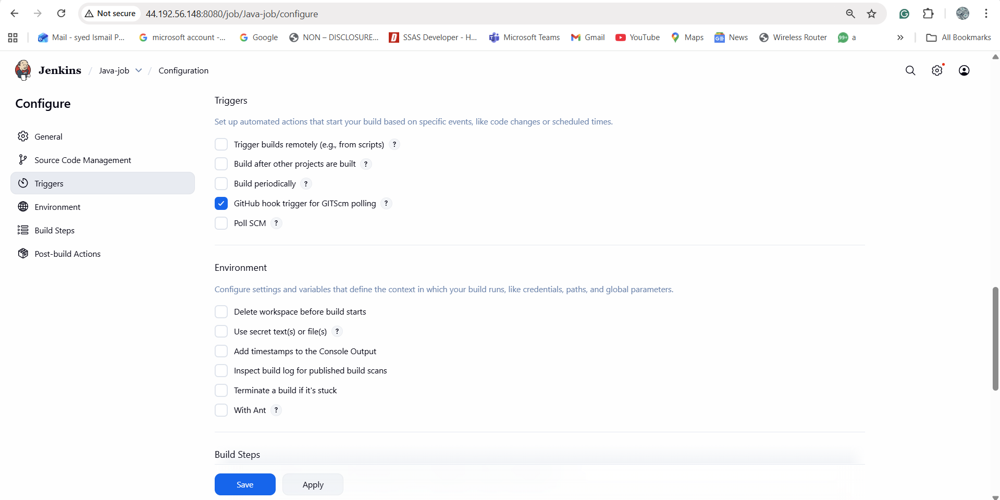 Not secure 44.192.56.148:8080/job/Java-job/configure
Mail - syed Ismail P... microsoft account -... Google NON – DISCLOSURE... SSAS Developer - H... Microsoft Teams Gmail YouTube Maps News Wireless Router 99+ a » All Bookmarks
Jenkins / Java-job / Configuration
Configure
General
Source Code Management
Triggers
Environment
Build Steps
Post-build Actions
Triggers
Set up automated actions that start your build based on specific events, like code changes or scheduled times.
Trigger builds remotely (e.g., from scripts) ?
Build after other projects are built ?
Build periodically ?
GitHub hook trigger for GITScm polling ?
Poll SCM ?
Environment
Configure settings and variables that define the context in which your build runs, like credentials, paths, and global parameters.
Delete workspace before build starts
Use secret text(s) or file(s) ?
Add timestamps to the Console Output
Inspect build log for published build scans
Terminate a build if it's stuck
With Ant ?
Build Steps
Save Apply